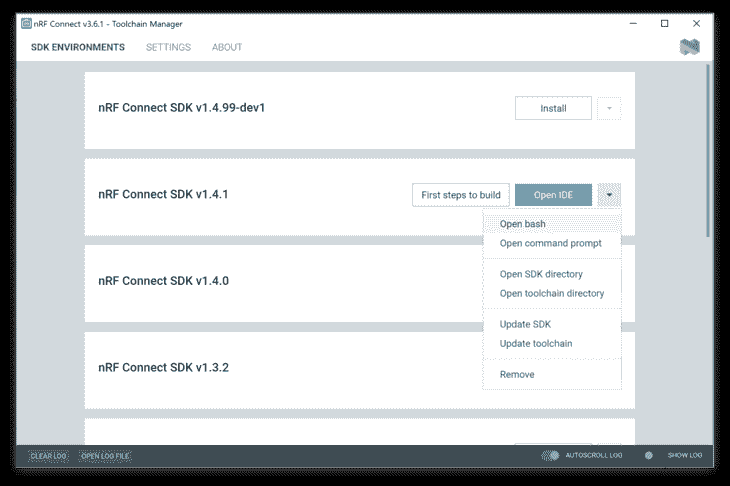 nRF Connect v3.6.1 - Toolchain Manager
SDK ENVIRONMENTS SETTINGS ABOUT
nRF Connect SDK v1.4.99-dev1
Install
nRF Connect SDK v1.4.1
First steps to build
Open IDE
Open bash
Open command prompt
Open SDK directory
Open toolchain directory
Update SDK
Update toolchain
Remove
nRF Connect SDK v1.4.0
nRF Connect SDK v1.3.2
CLEAR LOG OPEN LOG FILE AUTOSCROLL LOG SHOW LOG